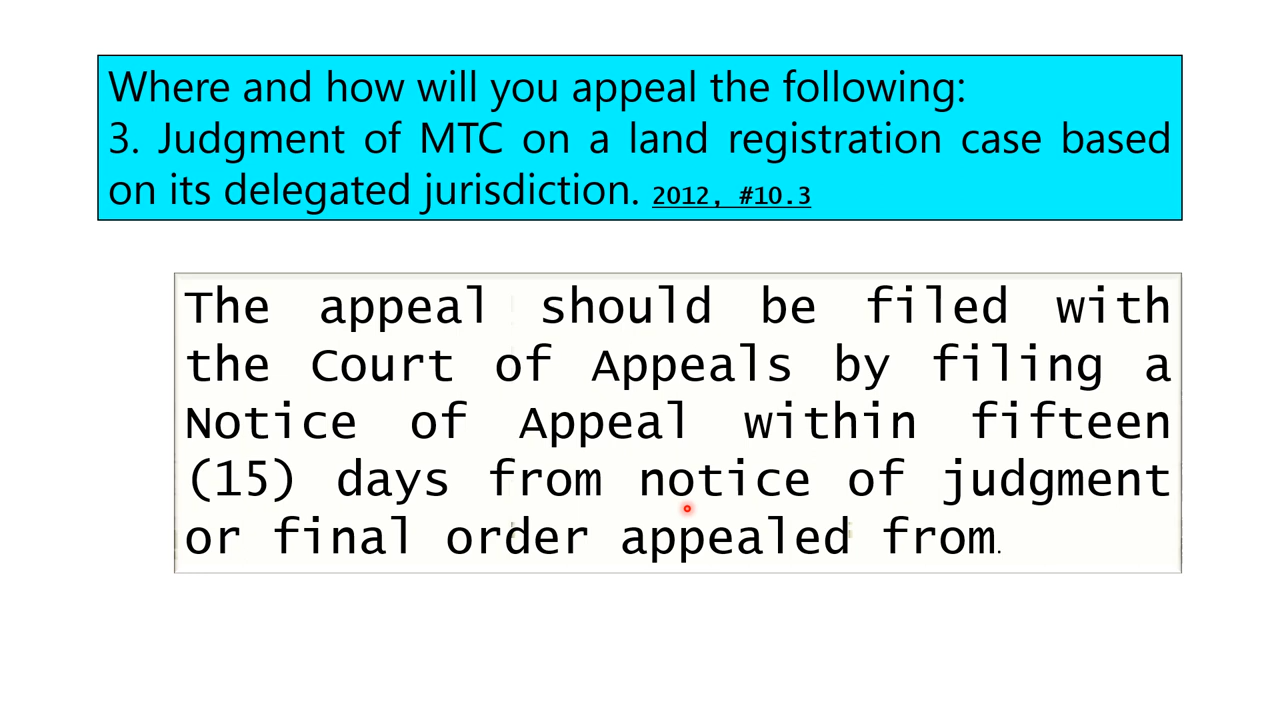 Where and how will you appeal the following:
3. Judgment of MTC on a land registration case based
on its delegated jurisdiction. 2012, #10.3
The appeal should be filed with
the Court of Appeals by filing a
Notice of Appeal within fifteen
(15) days from notice of judgment
or final order appealed from.